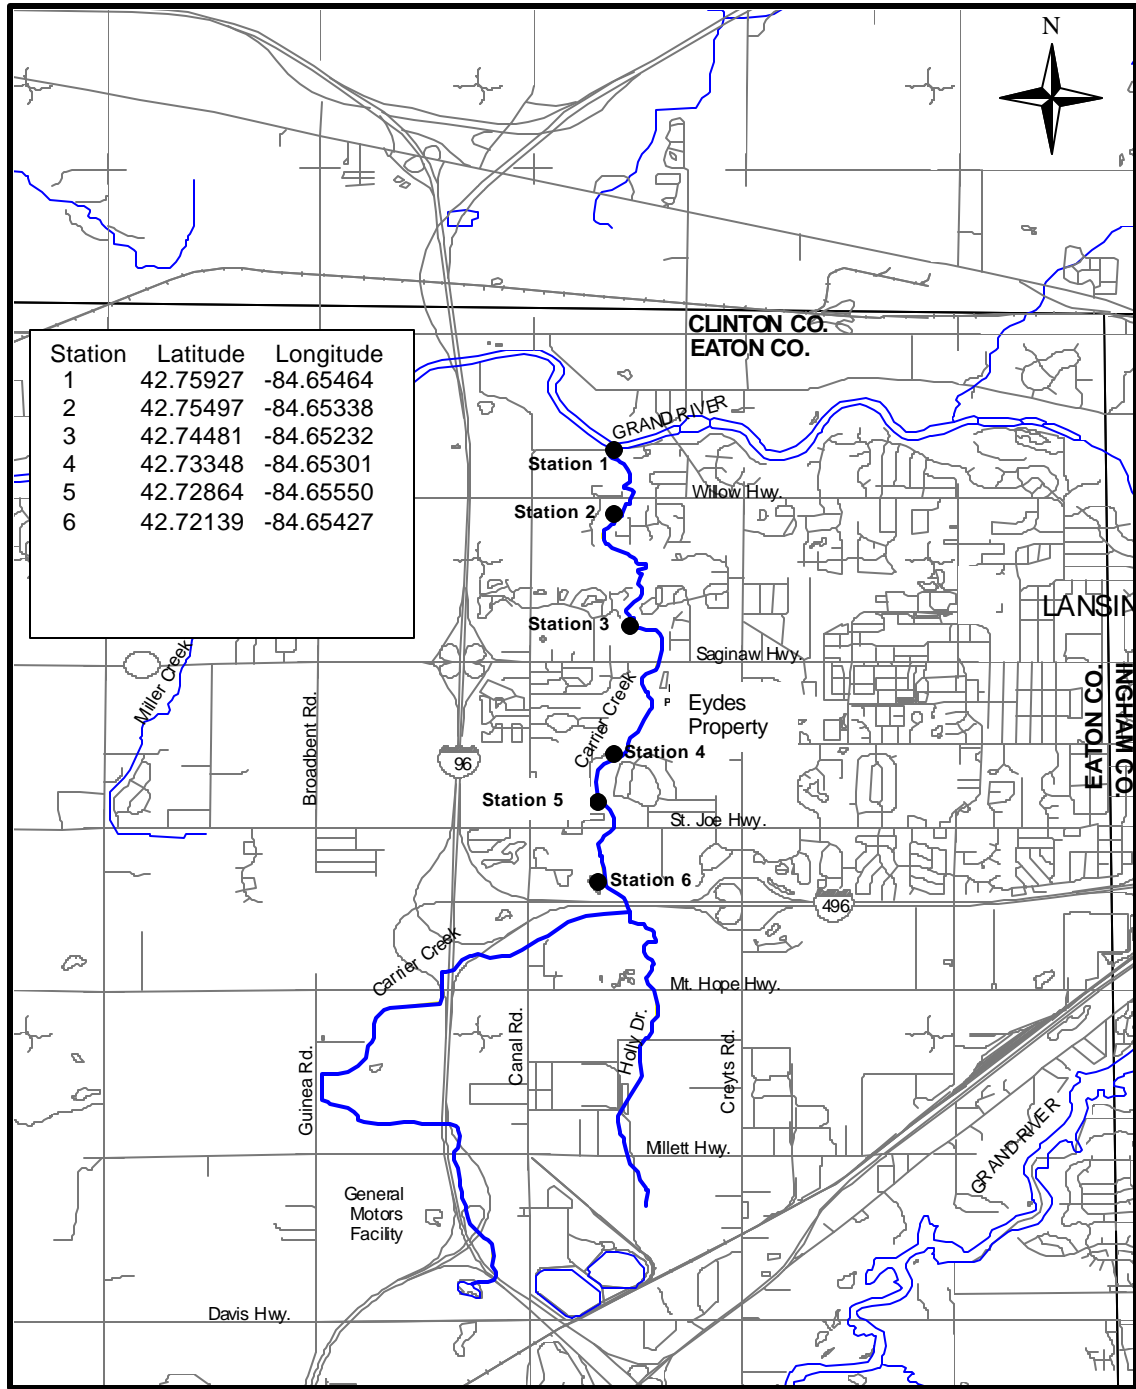 N
CLINTON CO.
EATON CO.
Station Latitude Longitude
1 42.75927 -84.65464
2 42.75497 -84.65338
3 42.74481 -84.65232
4 42.73348 -84.65301
5 42.72864 -84.65550
6 42.72139 -84.65427
GRAND RIVER
Station 1
Willow Hwy.
Station 2
LANSIN
Station 3
Saginaw Hwy.
Miller Creek
Broadbent Rd.
Carrier Creek
Eydes
Property
EATON CO.
INGHAM CO.
Station 4
96
Station 5
St. Joe Hwy.
Station 6
496
Carrier Creek
Mt. Hope Hwy.
Guinea Rd.
Canal Rd.
Holly Dr.
Creyts Rd.
GRAND RIVER
Millett Hwy.
General
Motors
Facility
Davis Hwy.